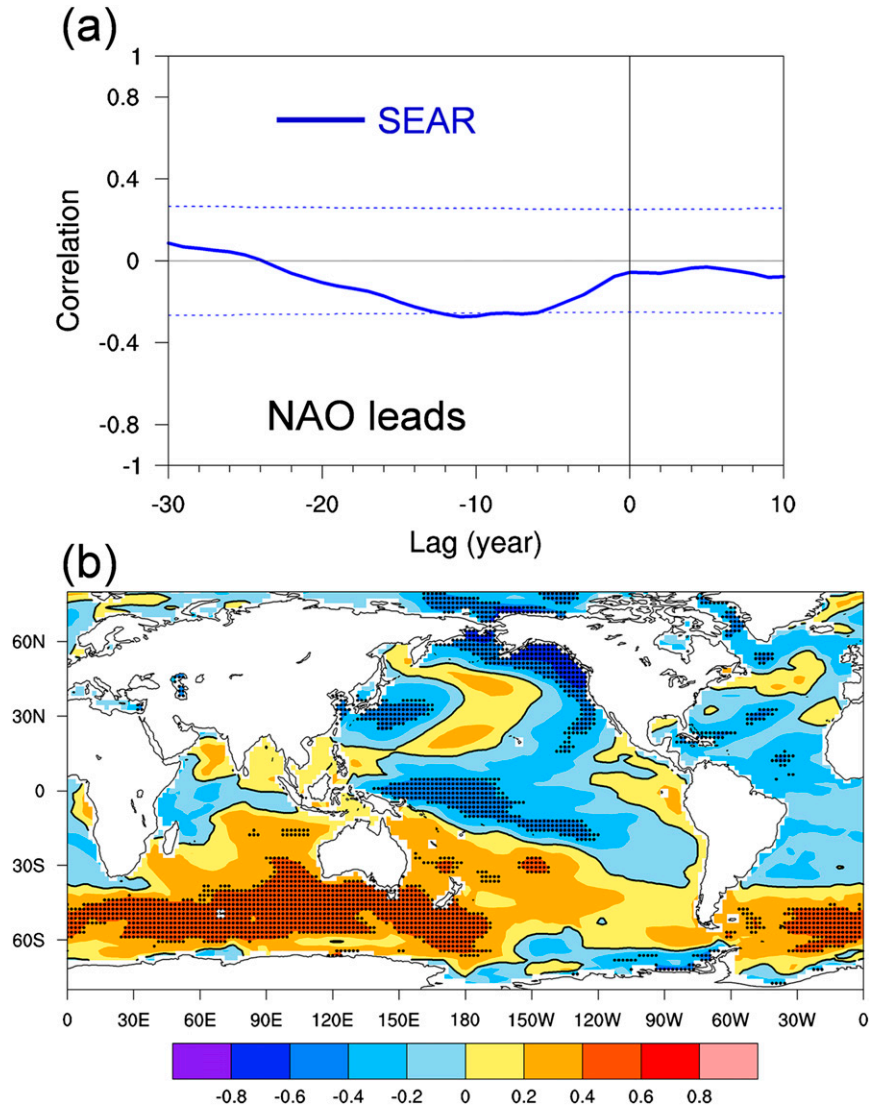 (a)
1
0.8
SEAR
0.4
Correlation
0
-0.4
-0.8
NAO leads
-1
-30 -20 -10 0 10
Lag (year)
(b)
60N
30N
0
30S
60S
0 30E 60E 90E 120E 150E 180 150W 120W 90W 60W 30W 0
-0.8 -0.6 -0.4 -0.2 0 0.2 0.4 0.6 0.8